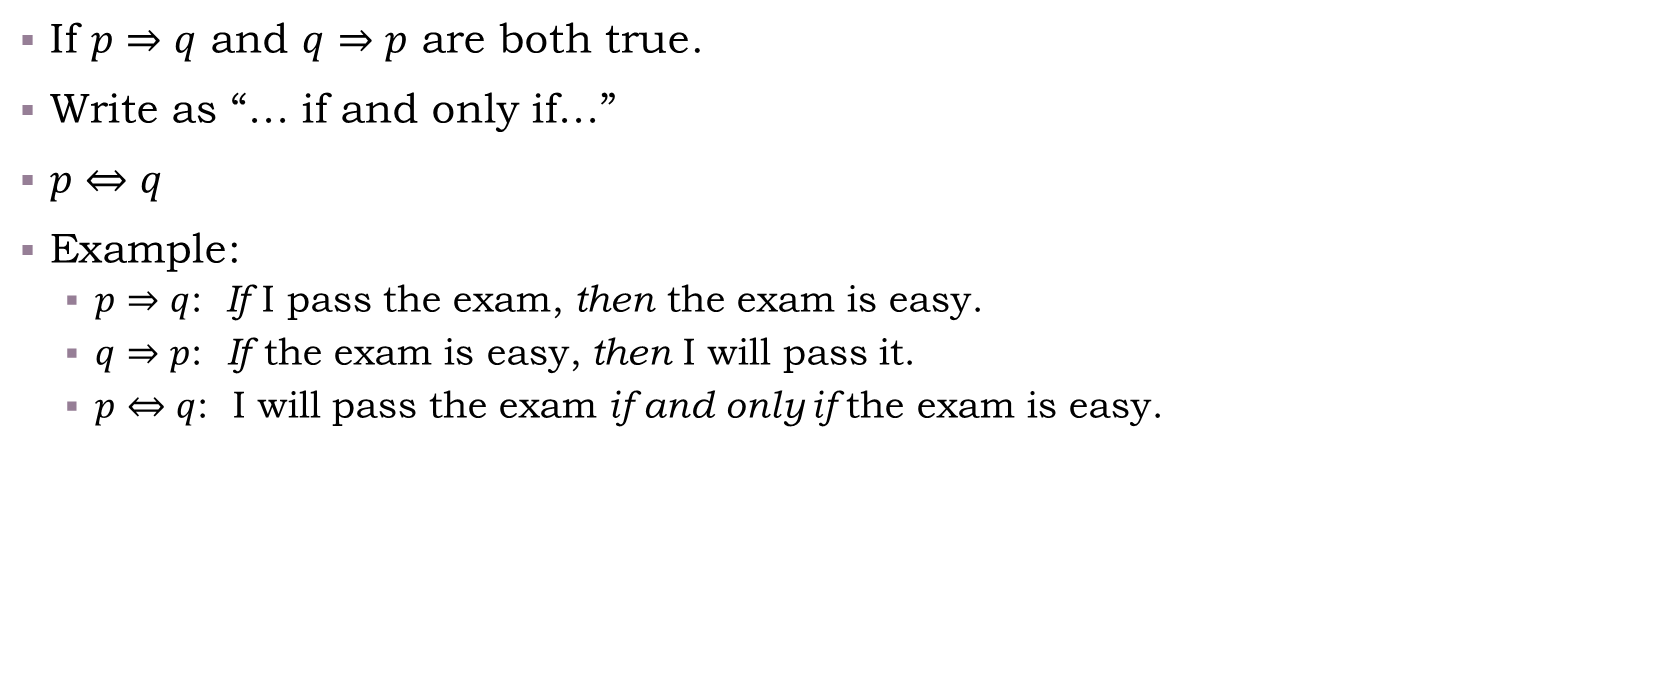 ▪ If p ⇒ q and q ⇒ p are both true.
▪ Write as “… if and only if…”
▪ p ⇔ q
▪ Example:
▪ p ⇒ q: If I pass the exam, then the exam is easy.
▪ q ⇒ p: If the exam is easy, then I will pass it.
▪ p ⇔ q: I will pass the exam if and only if the exam is easy.